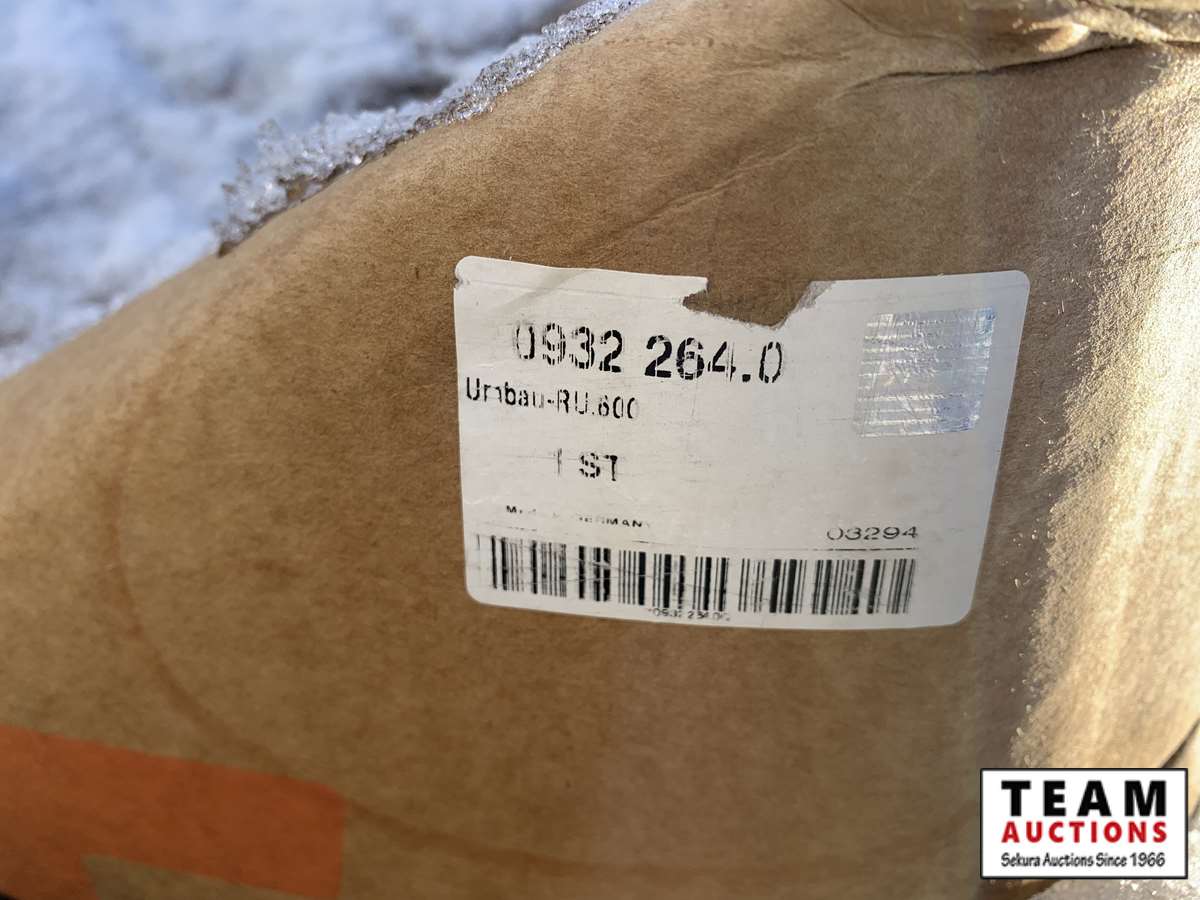 0932 264.0
Umbau-RU.600
1 ST
03294
TEAM
AUCTIONS
Sekura Auctions Since 1966